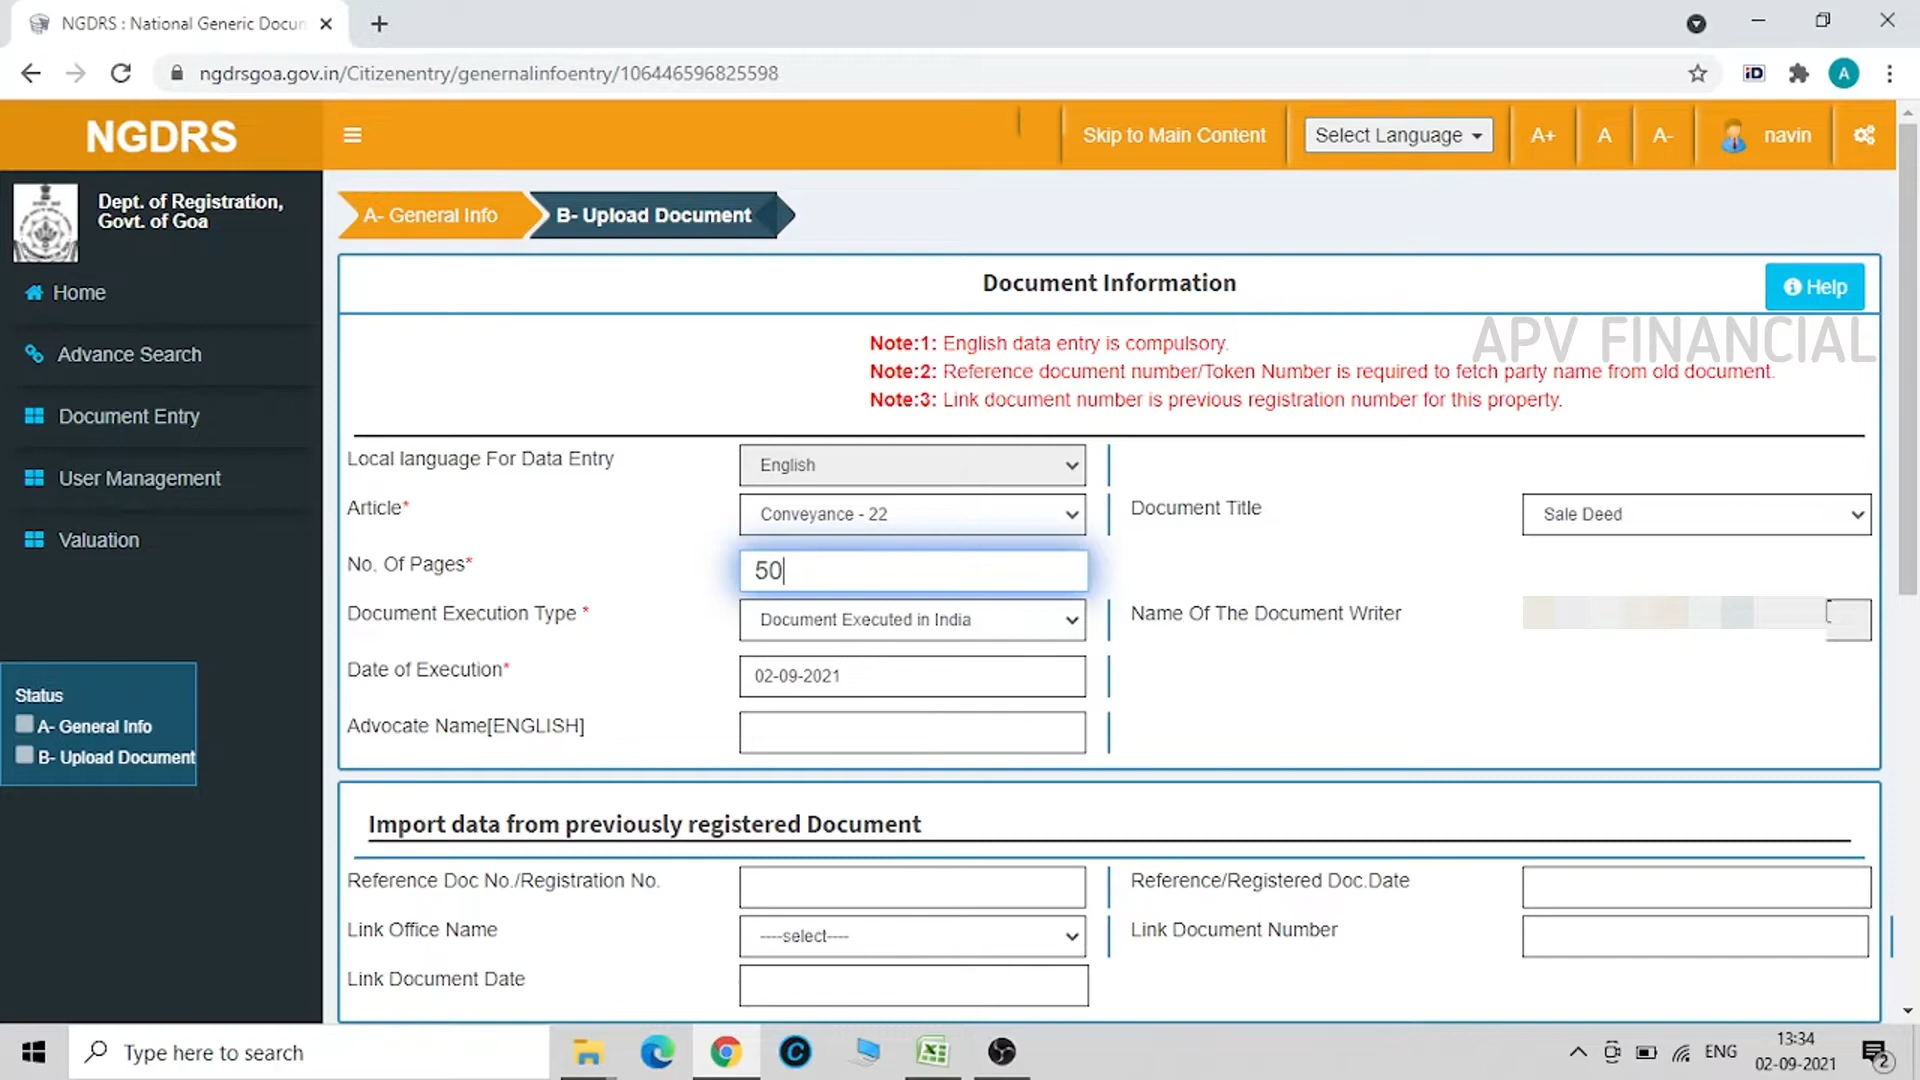 NGDRS : National Generic Docun
ngdrsgoa.gov.in/Citizenentry/genernalinfoentry/106446596825598
iD
A
NGDRS
Skip to Main Content
Select Language
A+
A
A-
navin
Dept. of Registration,
Govt. of Goa
A- General Info
B- Upload Document
Home
Advance Search
Document Entry
User Management
Valuation
Status
A- General Info
B- Upload Document
Document Information
Help
APV FINANCIAL
Note:1: English data entry is compulsory.
Note:2: Reference document number/Token Number is required to fetch party name from old document.
Note:3: Link document number is previous registration number for this property.
Local language For Data Entry
English
Article*
Conveyance - 22
Document Title
Sale Deed
No. Of Pages*
50
Document Execution Type *
Document Executed in India
Name Of The Document Writer
Date of Execution*
02-09-2021
Advocate Name[ENGLISH]
Import data from previously registered Document
Reference Doc No./Registration No.
Reference/Registered Doc.Date
Link Office Name
----select----
Link Document Number
Link Document Date
Type here to search
ENG
13:34
02-09-2021
2